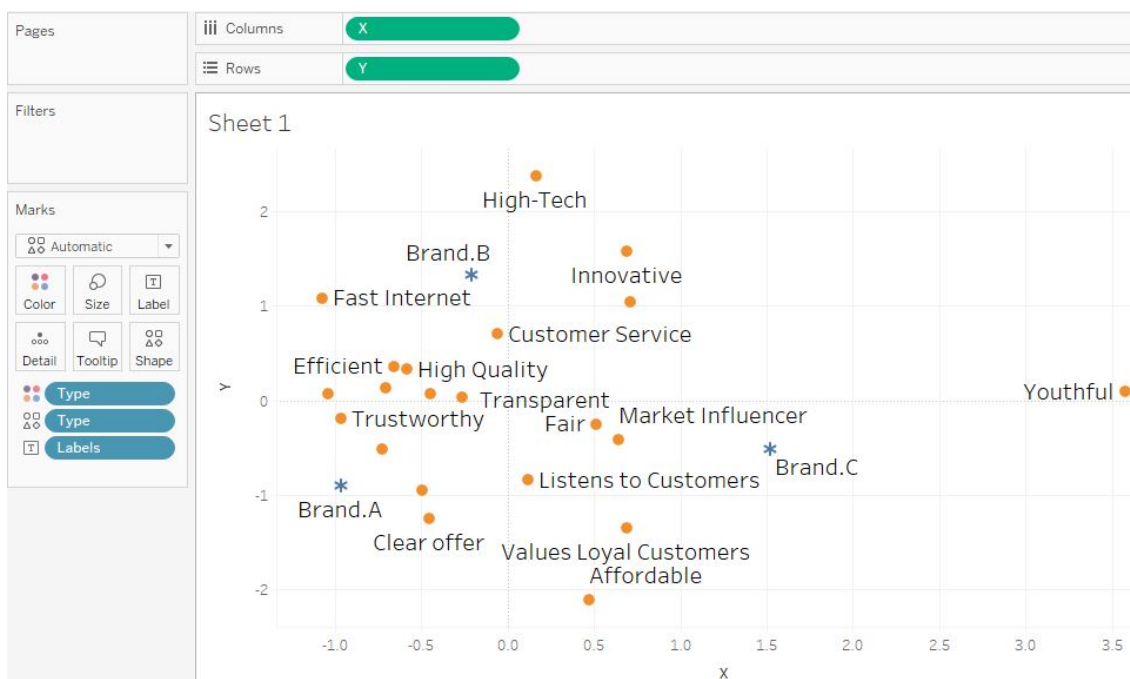 Pages
Columns
X
Rows
Y
Filters
Marks
Automatic
Color
Size
T
Label
Detail
Tooltip
Shape
Type
Type
T
Labels
Sheet 1
Y
2
1
0
-1
-2
High-Tech
Brand.B
Innovative
Fast Internet
Customer Service
Efficient
High Quality
Youthful
Transparent
Trustworthy
Market Influencer
Fair
Brand.C
Listens to Customers
Brand.A
Clear offer
Values Loyal Customers
Affordable
-1.0
-0.5
0.0
0.5
1.0
1.5
2.0
2.5
3.0
3.5
X